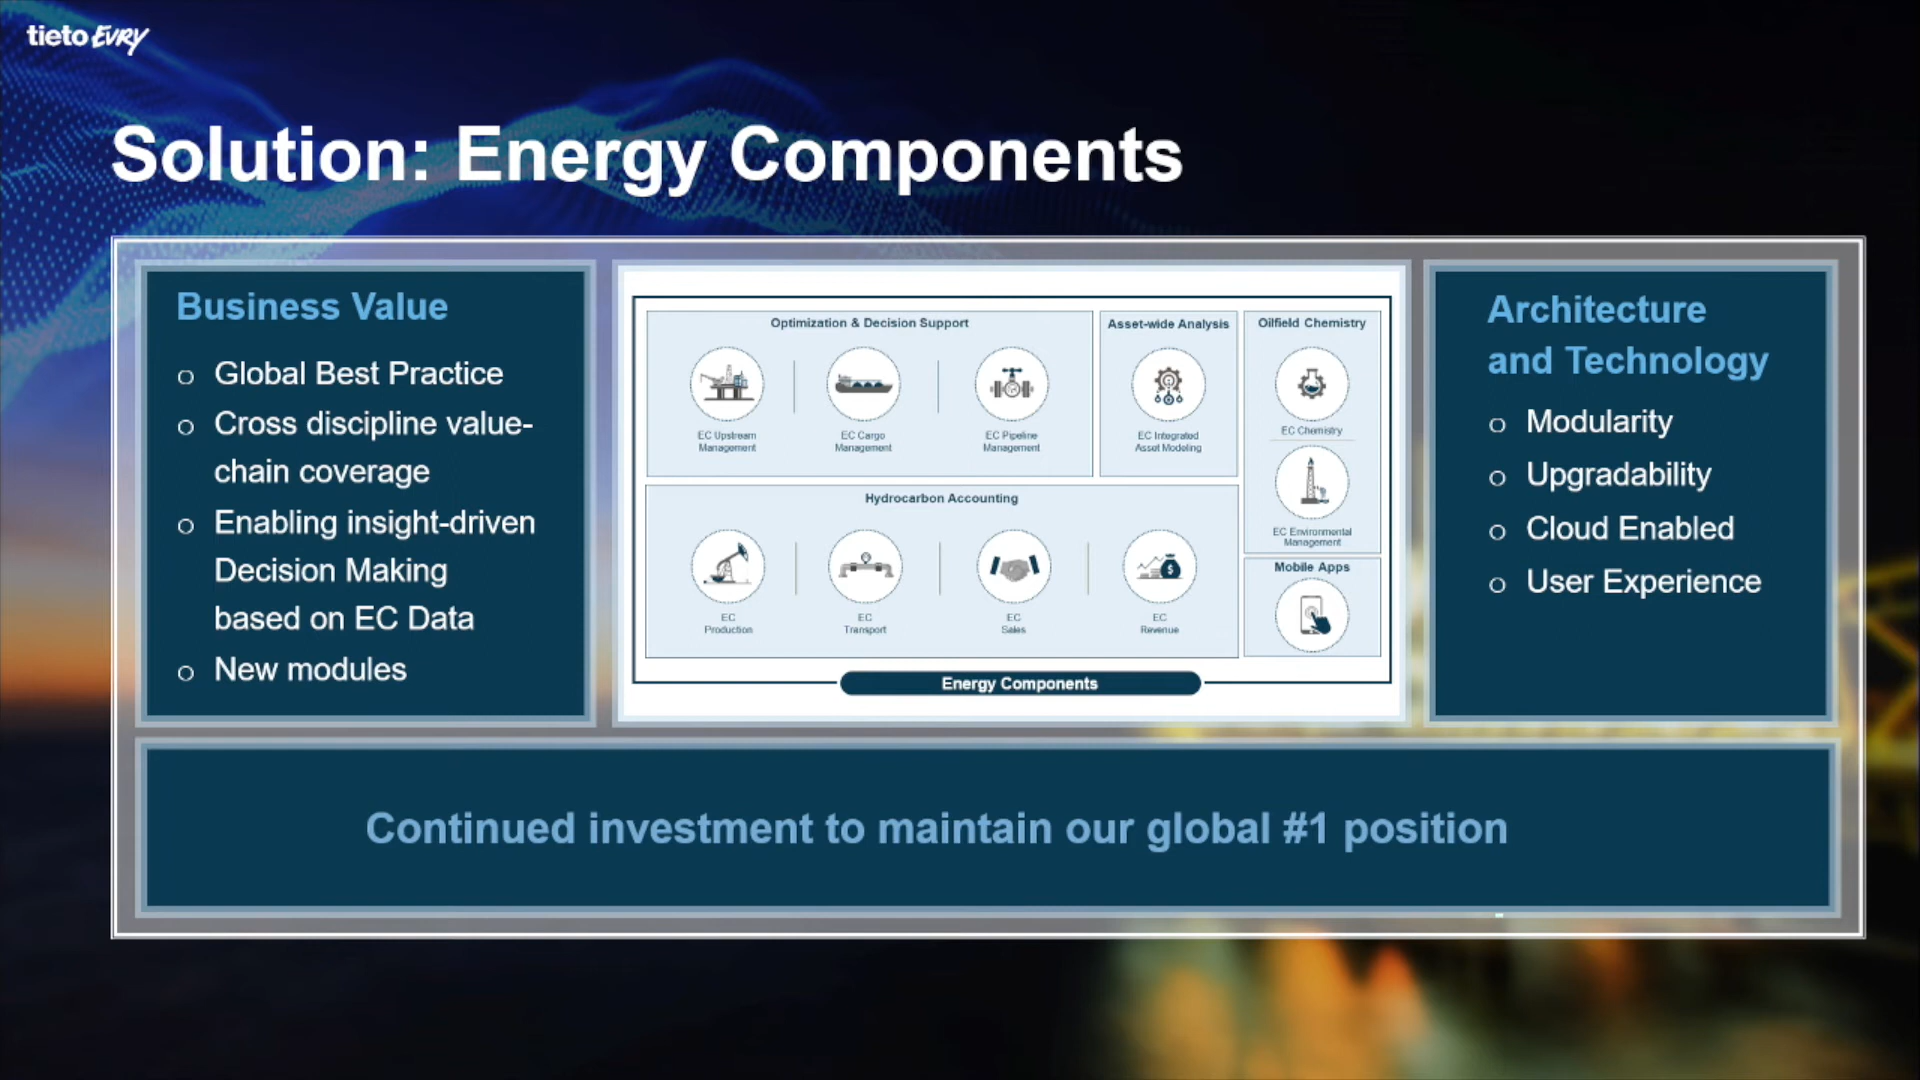 tieto EVRY
Solution: Energy Components
Business Value
o Global Best Practice
o Cross discipline value-
chain coverage
o Enabling insight-driven
Decision Making
based on EC Data
o New modules
Optimization & Decision Support
EC Upstream
Management
EC Cargo
Management
EC Pipeline
Management
Asset-wide Analysis
EC Integrated
Asset Modeling
Oilfield Chemistry
EC Chemistry
EC Environmental
Management
Hydrocarbon Accounting
EC
Production
EC
Transport
EC
Sales
$
EC
Revenue
Mobile Apps
Energy Components
Architecture
and Technology
o Modularity
o Upgradability
o Cloud Enabled
o User Experience
Continued investment to maintain our global #1 position